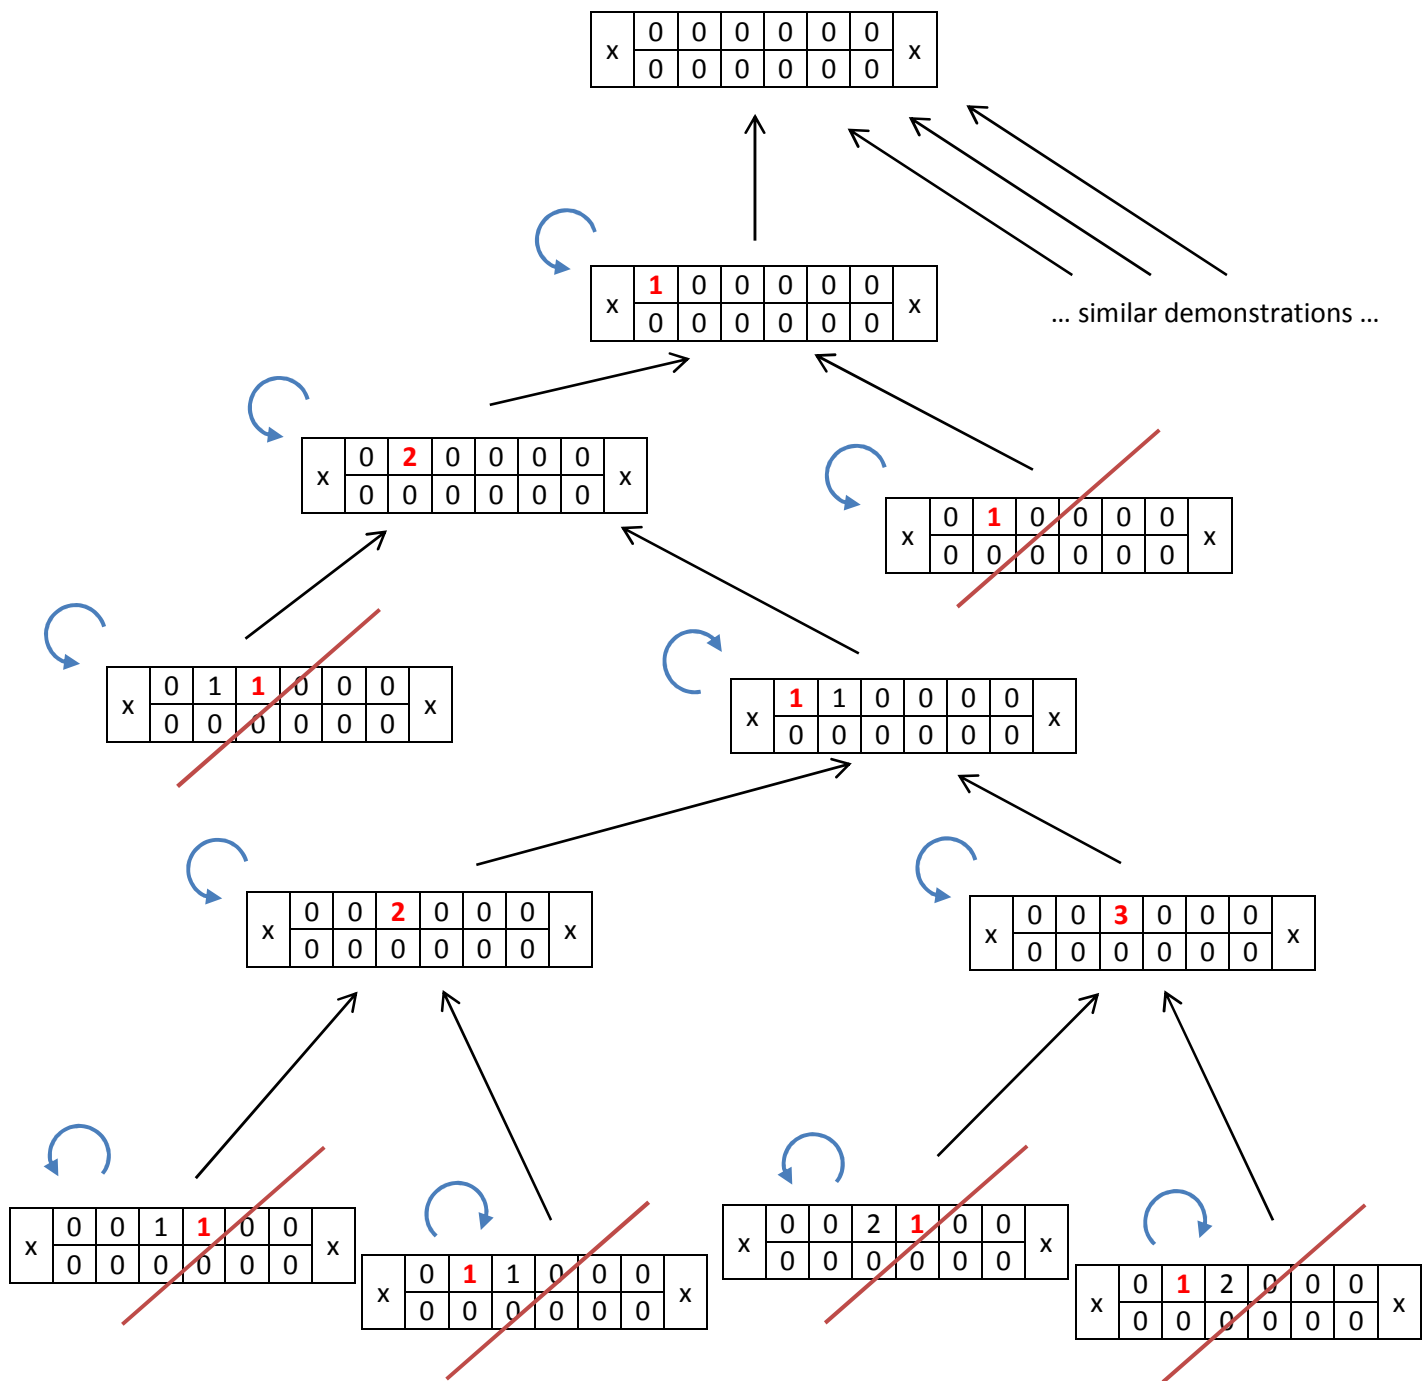 x 0 0 0 0 0 0 x
0 0 0 0 0 0
x 1 0 0 0 0 0 x
0 0 0 0 0 0
... similar demonstrations ...
x 0 2 0 0 0 0 x
0 0 0 0 0 0
x 0 1 0 0 0 0 x
0 0 0 0 0 0
x 0 1 1 0 0 0 x
0 0 0 0 0 0
x 1 1 0 0 0 0 x
0 0 0 0 0 0
x 0 0 2 0 0 0 x
0 0 0 0 0 0
x 0 0 3 0 0 0 x
0 0 0 0 0 0
x 0 0 1 1 0 0 x
0 0 0 0 0 0
x 0 1 1 0 0 0 x
0 0 0 0 0 0
x 0 0 2 1 0 0 x
0 0 0 0 0 0
x 0 1 2 0 0 0 x
0 0 0 0 0 0